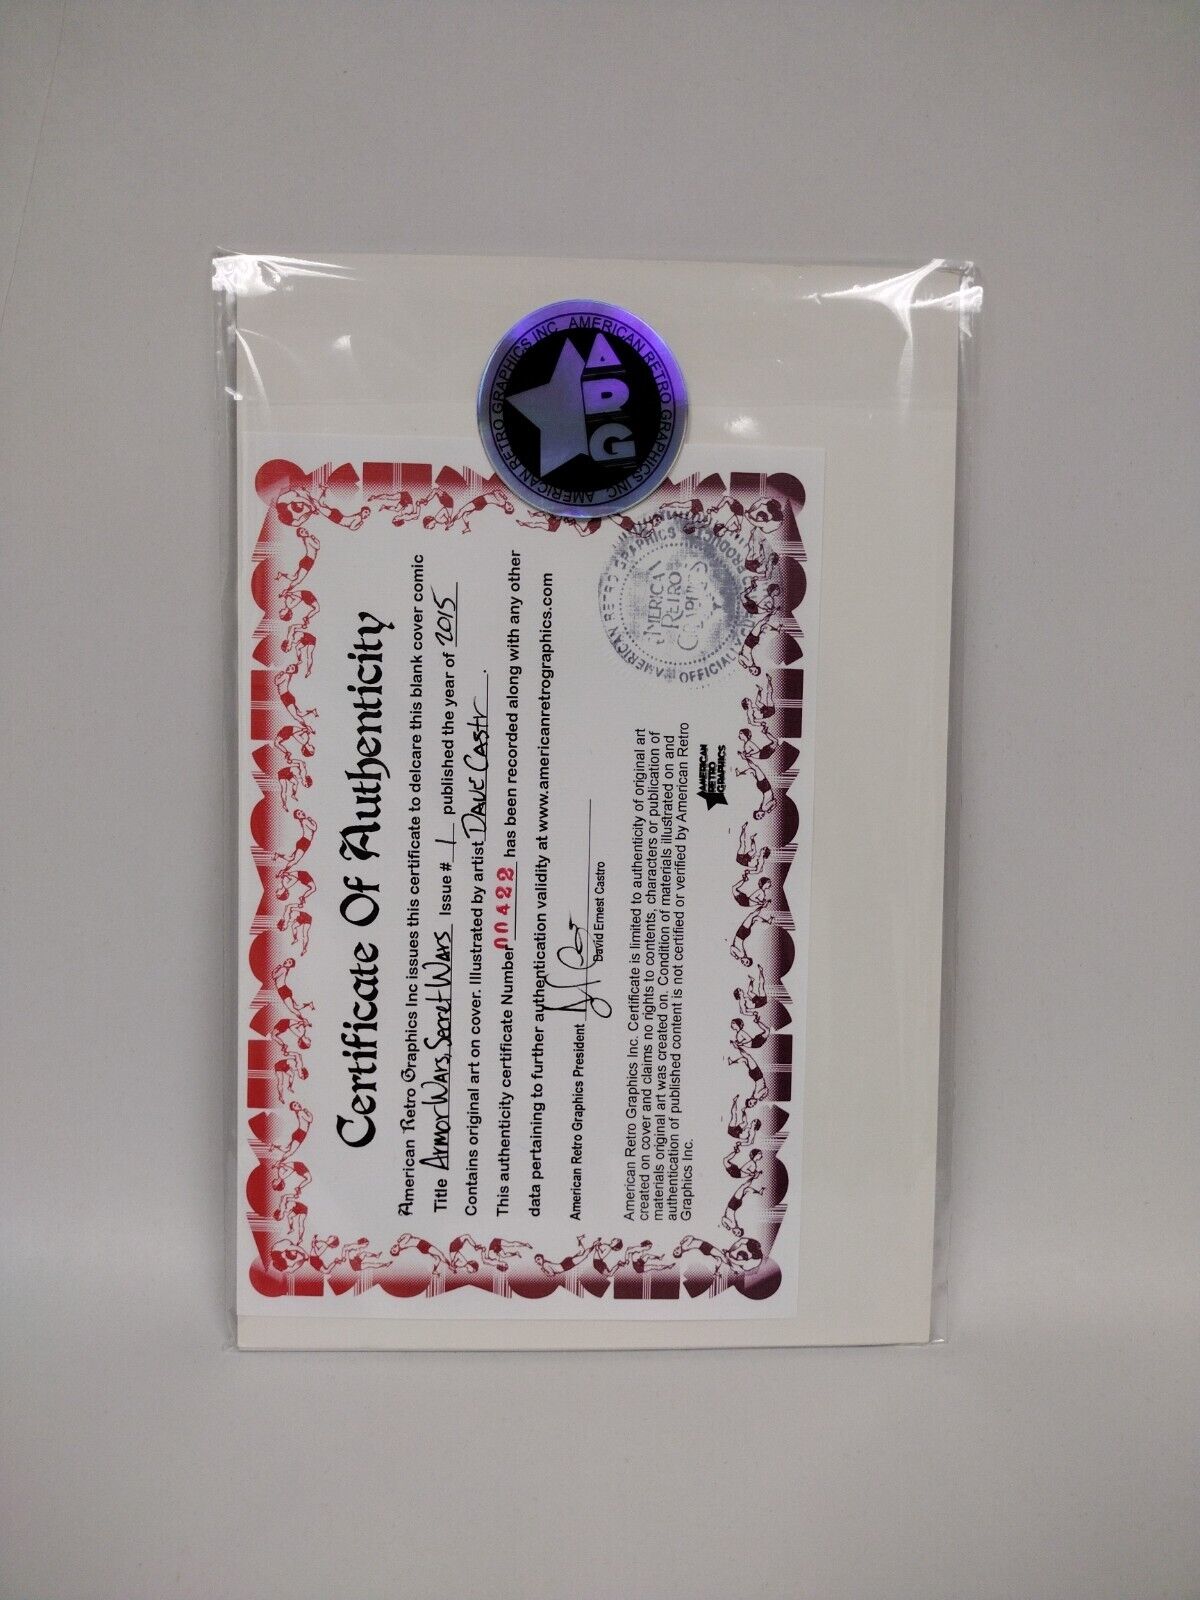 AMERICAN RETRO GRAPHICS INC. AMERICAN RETRO GRAPHICS INC.
ARG
Certificate Of Authenticity
American Retro Graphics Inc issues this certificate to delcare this blank cover comic
Title Armor Wars, Secret Wars Issue # 1 published the year of 2015
Contains original art on cover. Illustrated by artist Dave Castr.
This authenticity certificate Number 00422 has been recorded along with any other
data pertaining to further authentication validity at www.americanretrographics.com
American Retro Graphics President
David Ernest Castro
AMERICAN RETRO GRAPHICS
OFFICIALLY
AMERICAN
RETRO
American Retro Graphics Inc. Certificate is limited to authenticity of original art
created on cover and claims no rights to contents, characters or publication of
materials original art was created on. Condition of materials illustrated on and
authentication of published content is not certified or verified by American Retro
Graphics Inc.
AMERICAN
RETRO
GRAPHICS